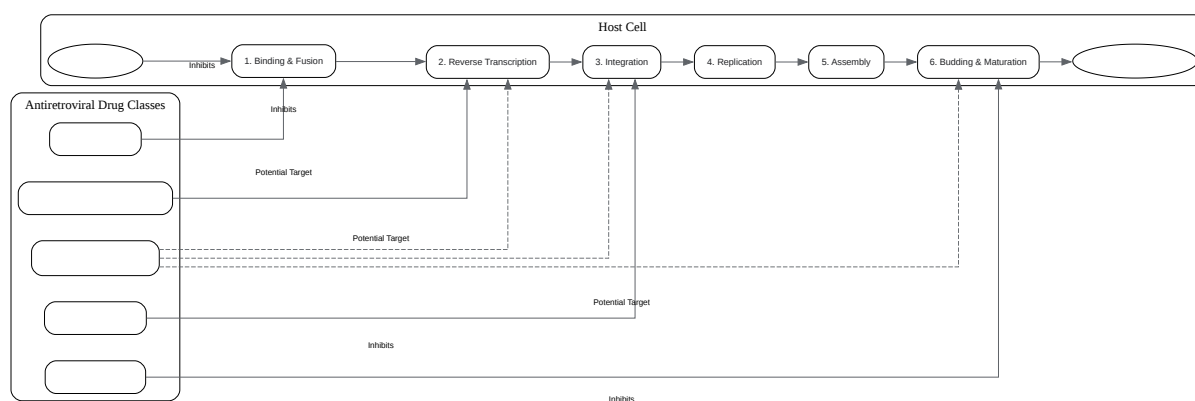 Host Cell
Inhibits
1. Binding & Fusion
2. Reverse Transcription
3. Integration
4. Replication
5. Assembly
6. Budding & Maturation
Antiretroviral Drug Classes
Inhibits
Potential Target
Potential Target
Potential Target
Inhibits
Inhibits